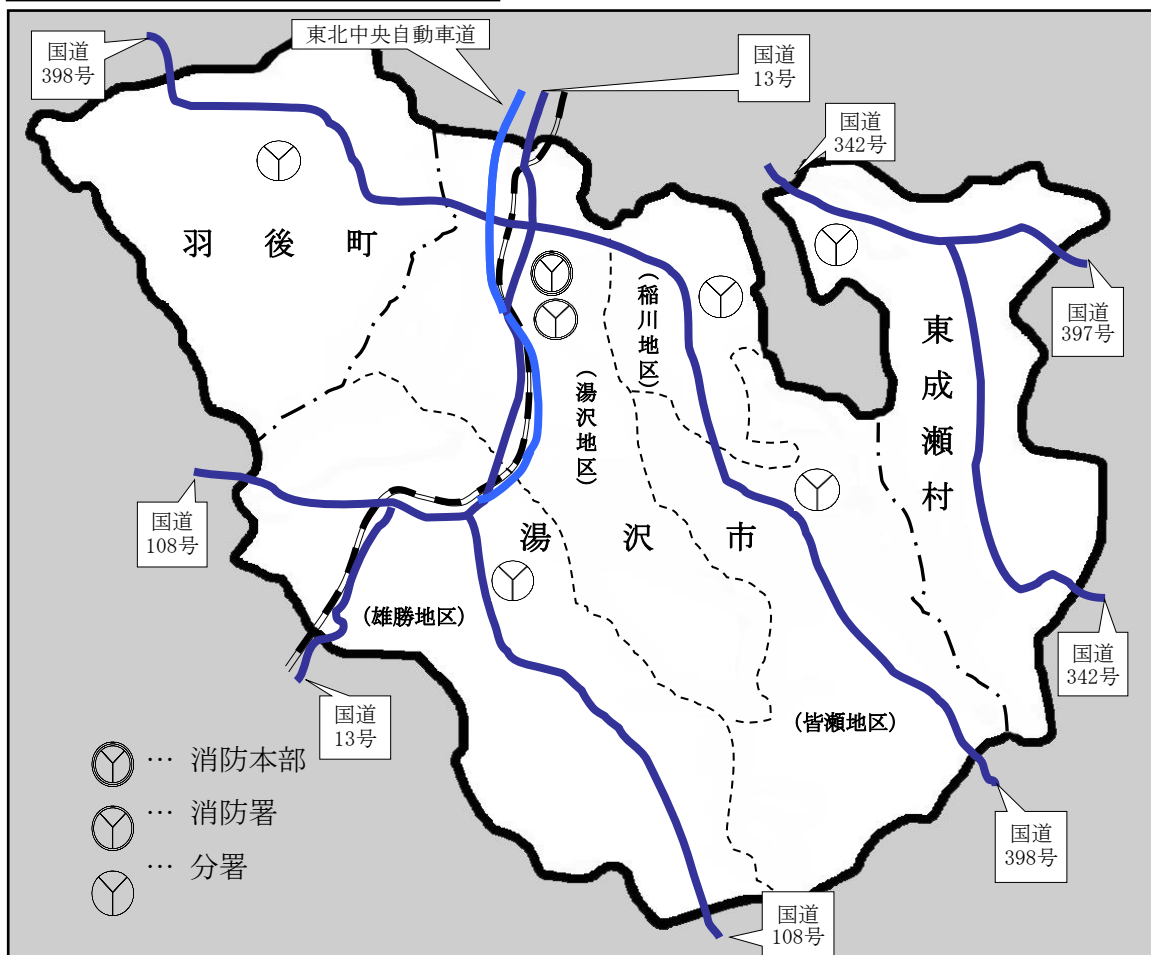 東北中央自動車道
国道
398号
国道
13号
国道
342号
羽後町
(稲川地区)
国道
397号
東成瀬村
(湯沢地区)
国道
108号
湯沢市
(雄勝地区)
国道
342号
国道
13号
(皆瀬地区)
… 消防本部
… 消防署
… 分署
国道
398号
国道
108号